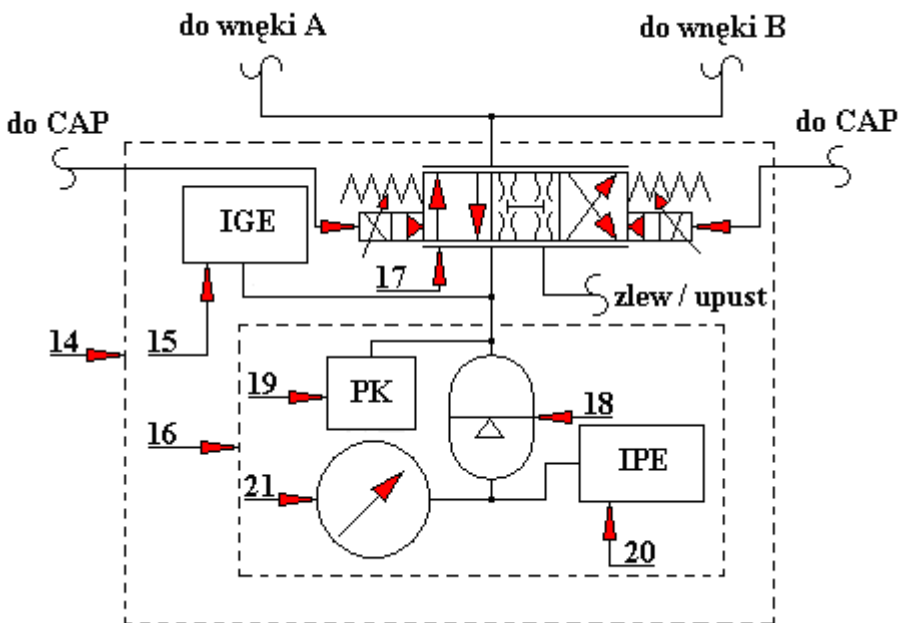 do wnęki A
do wnęki B
do CAP
do CAP
IGE
17
zlew / upust
14
15
19
PK
18
16
IPE
21
20